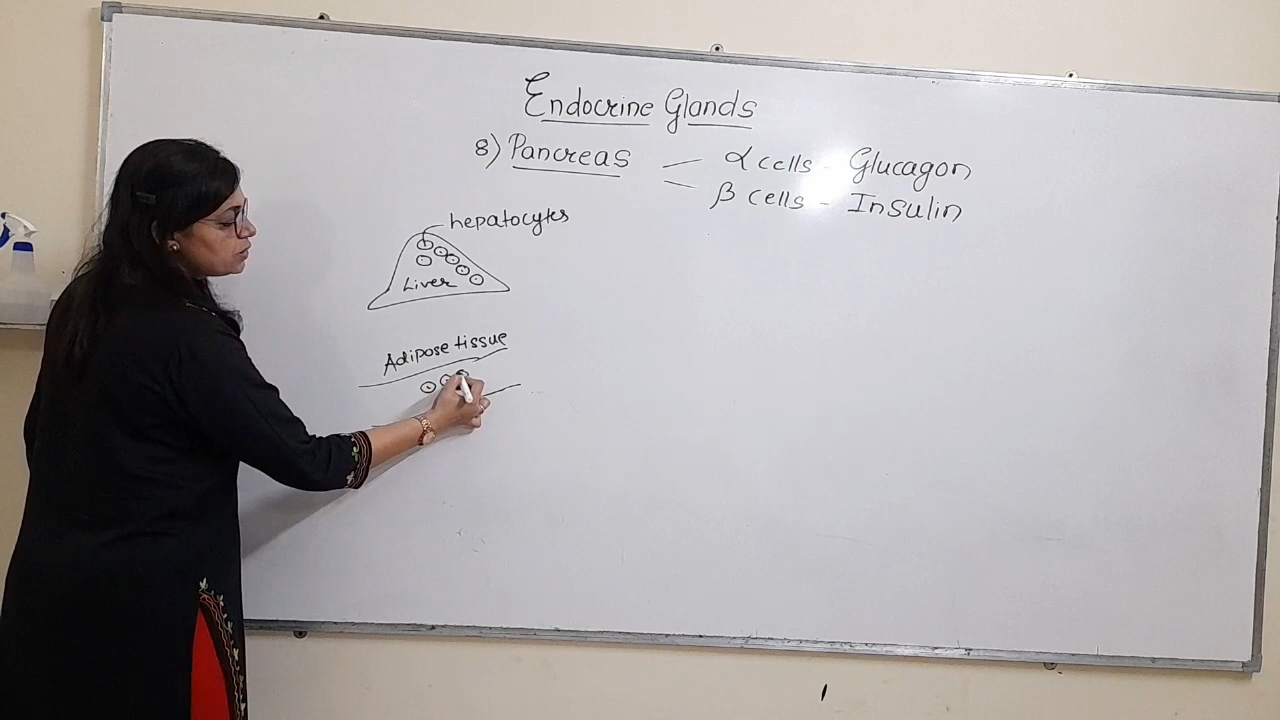 Endocrine Glands
8) Pancreas
α cells - Glucagon
β cells - Insulin
hepatocytes
Liver
Adipose tissue